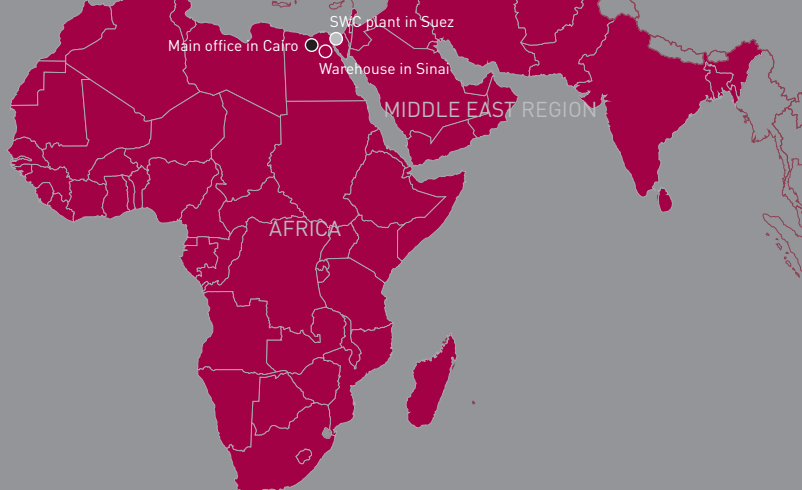 SWC plant in Suez
Main office in Cairo
Warehouse in Sinai
MIDDLE EAST REGION
AFRICA